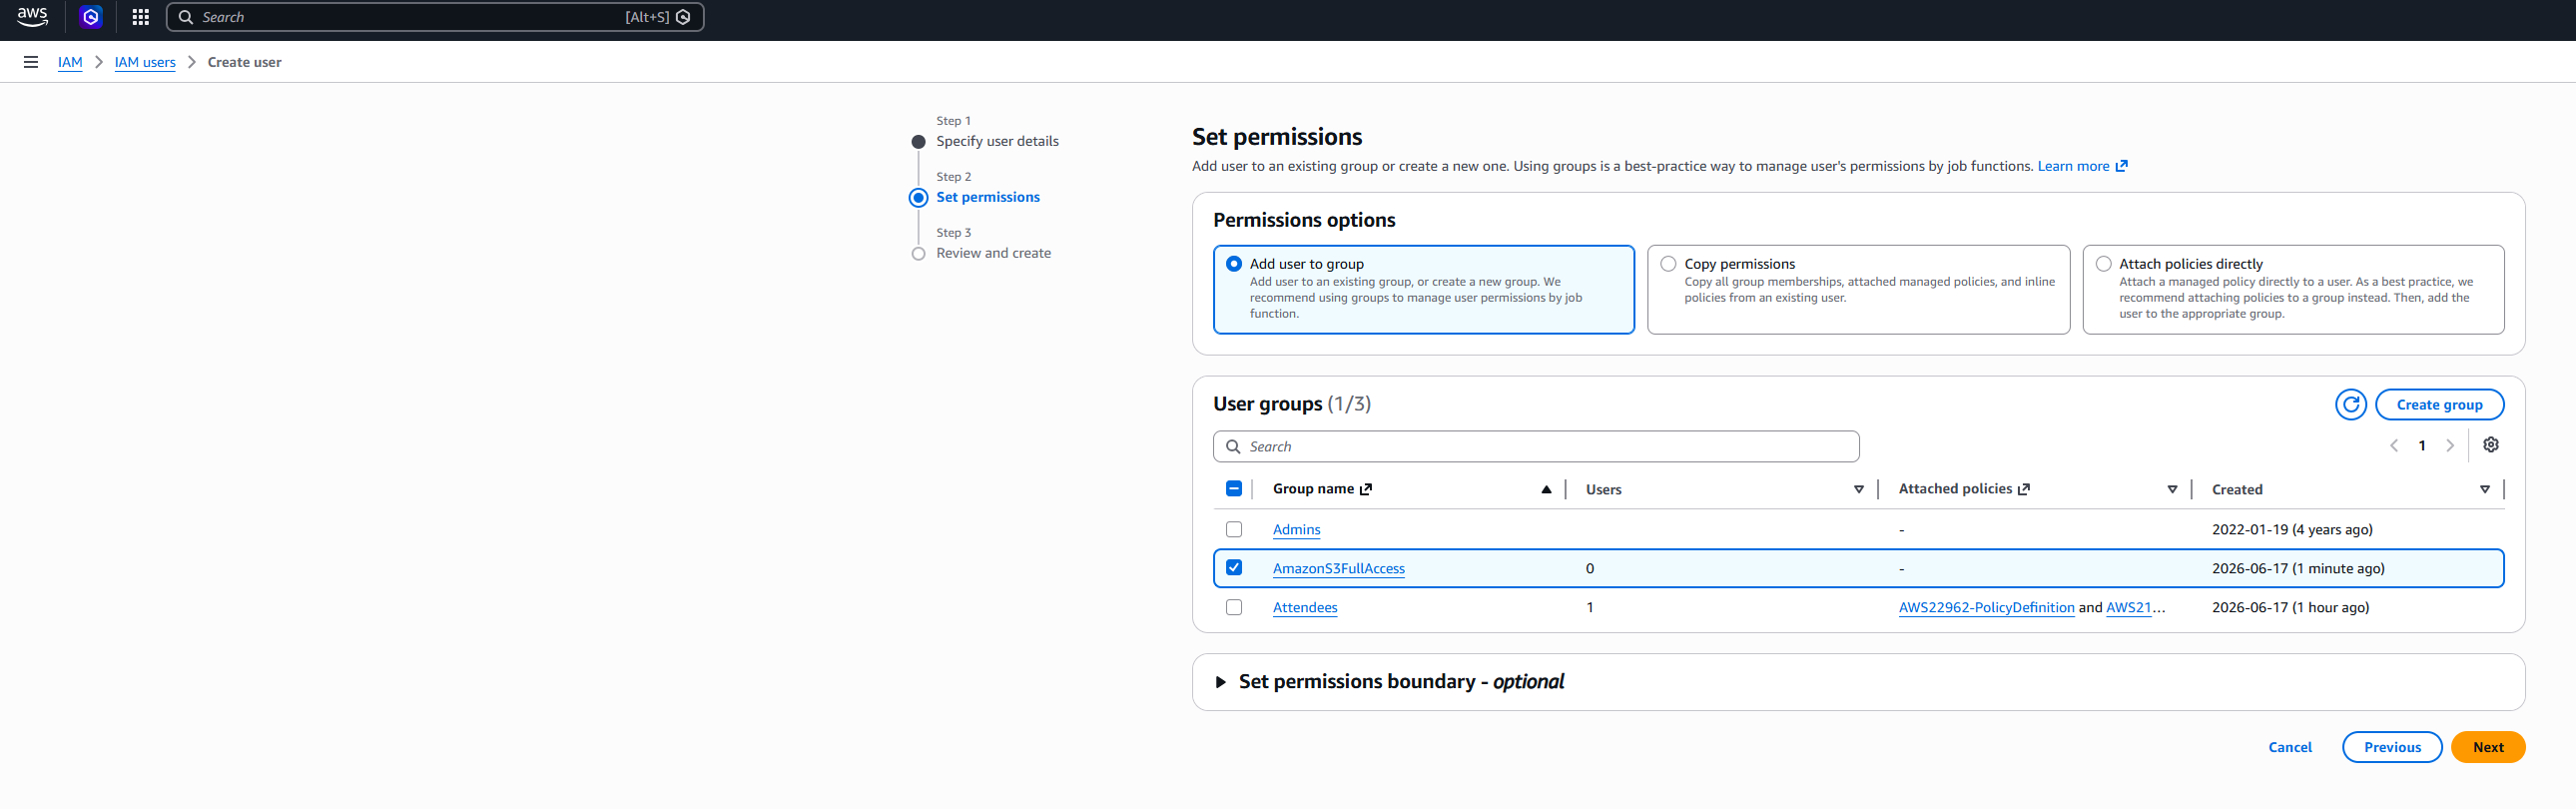 aws
Search [Alt+S]
IAM > IAM users > Create user
Step 1
Specify user details
Step 2
Set permissions
Step 3
Review and create
Set permissions
Add user to an existing group or create a new one. Using groups is a best-practice way to manage user's permissions by job functions. Learn more
Permissions options
Add user to group
Add user to an existing group, or create a new group. We
recommend using groups to manage user permissions by job
function.
Copy permissions
Copy all group memberships, attached managed policies, and inline
policies from an existing user.
Attach policies directly
Attach a managed policy directly to a user. As a best practice, we
recommend attaching policies to a group instead. Then, add the
user to the appropriate group.
User groups (1/3)
Create group
Search
1
Group name Users Attached policies Created
Admins - 2022-01-19 (4 years ago)
AmazonS3FullAccess 0 - 2026-06-17 (1 minute ago)
Attendees 1 AWS22962-PolicyDefinition and AWS21... 2026-06-17 (1 hour ago)
Set permissions boundary - optional
Cancel Previous Next